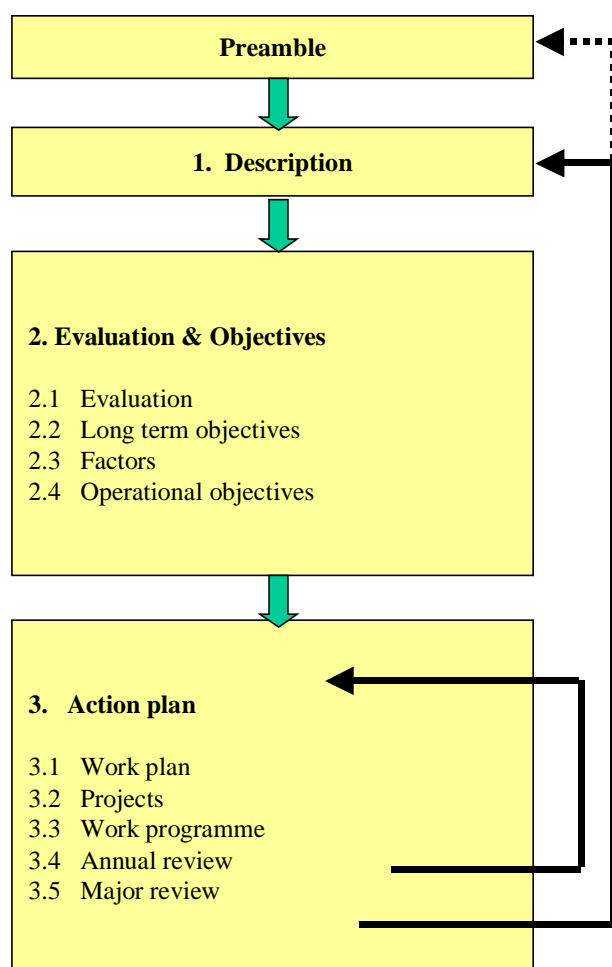 Preamble
1. Description
2. Evaluation & Objectives
2.1 Evaluation
2.2 Long term objectives
2.3 Factors
2.4 Operational objectives
3. Action plan
3.1 Work plan
3.2 Projects
3.3 Work programme
3.4 Annual review
3.5 Major review